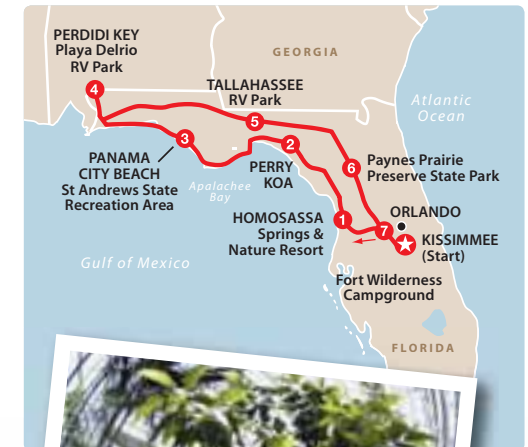 PERDIDI KEY
Playa Delrio
RV Park
4
GEORGIA
TALLAHASSEE
RV Park
5
Atlantic
Ocean
3
2
PANAMA
CITY BEACH
St Andrews State
Recreation Area
Apalachee
Bay
PERRY
KOA
6
Paynes Prairie
Preserve State Park
HOMOSASSA
Springs &
Nature Resort
1
ORLANDO
7
KISSIMMEE
(Start)
Gulf of Mexico
Fort Wilderness
Campground
FLORIDA